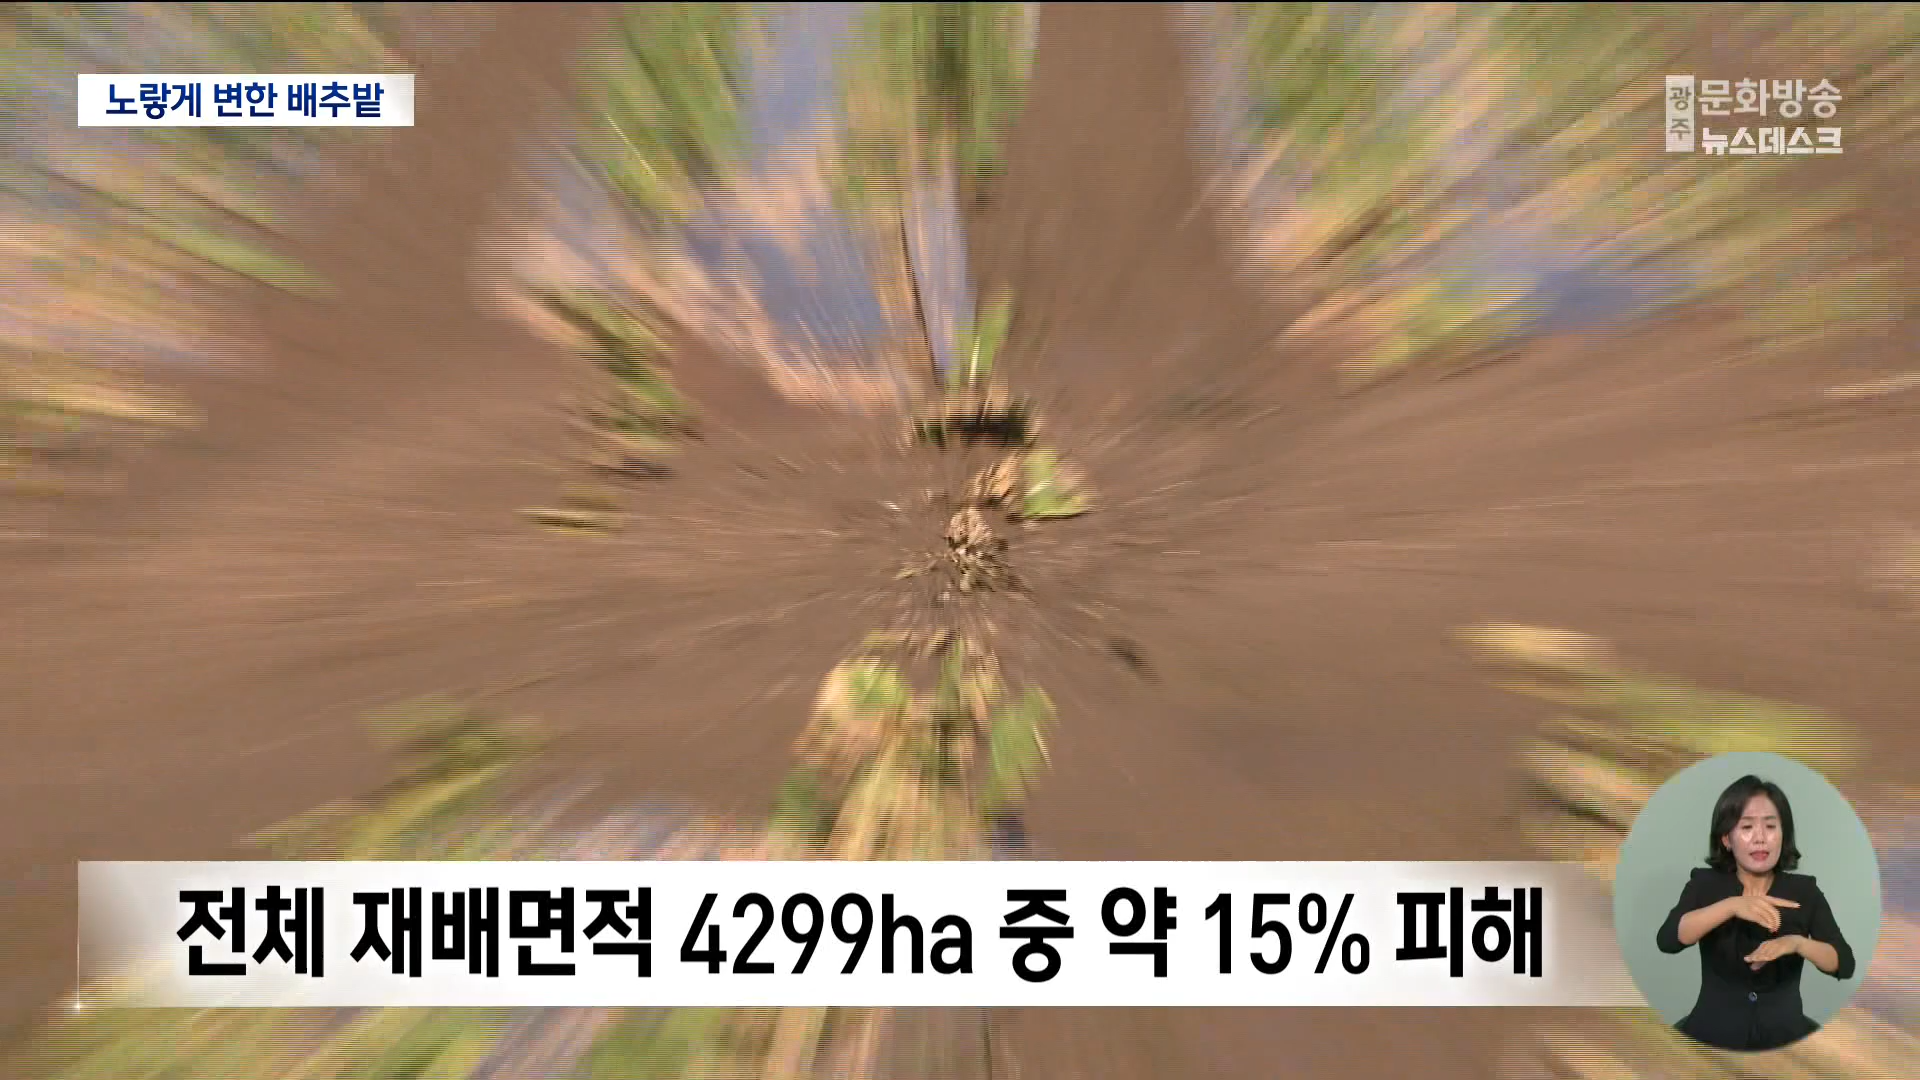 노랗게 변한 배추밭
광주
문화방송
뉴스데스크
전체 재배면적 4299ha 중 약 15% 피해